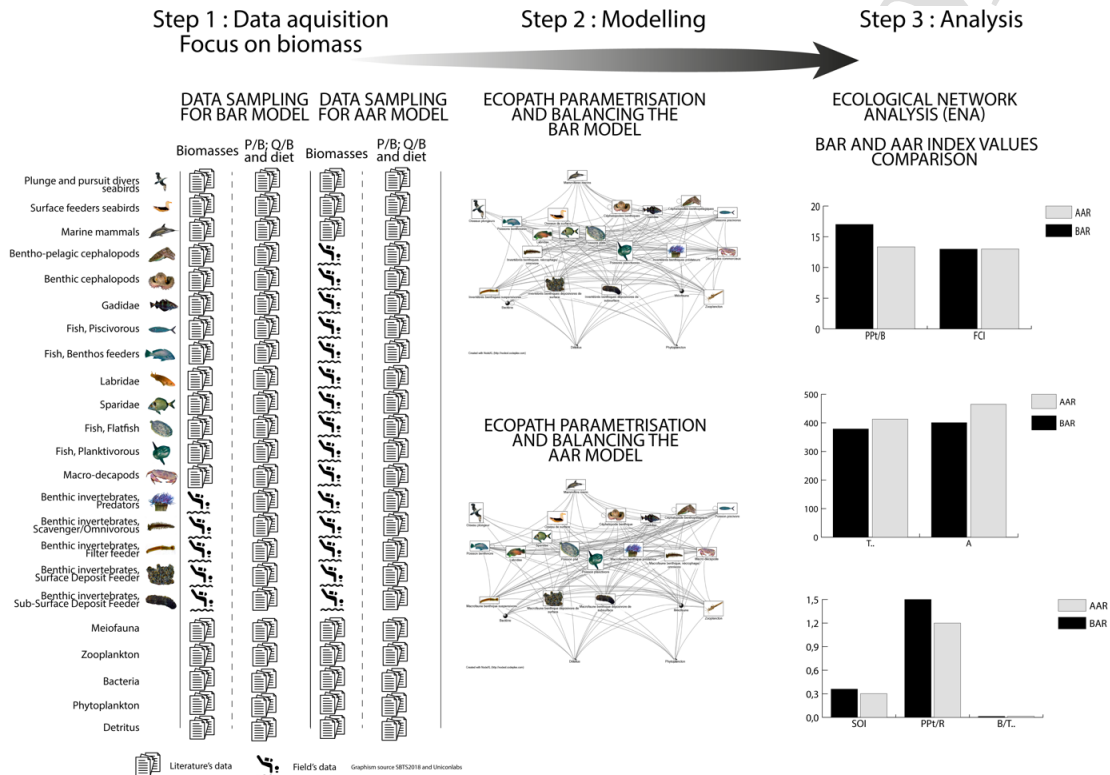 Step 1 : Data aquisition
Focus on biomass
Step 2 : Modelling
Step 3 : Analysis
DATA SAMPLING
FOR BAR MODEL
DATA SAMPLING
FOR AAR MODEL
Biomasses
P/B; Q/B
and diet
Biomasses
P/B; Q/B
and diet
Plunge and pursuit divers
seabirds
Surface feeders seabirds
Marine mammals
Bentho-pelagic cephalopods
Benthic cephalopods
Gadidae
Fish, Piscivorous
Fish, Benthos feeders
Labridae
Sparidae
Fish, Flatfish
Fish, Planktivorous
Macro-decapods
Benthic invertebrates,
Predators
Benthic invertebrates,
Scavenger/Omnivorous
Benthic invertebrates,
Filter feeder
Benthic invertebrates,
Surface Deposit Feeder
Benthic invertebrates,
Sub-Surface Deposit Feeder
Meiofauna
Zooplankton
Bacteria
Phytoplankton
Detritus
Literature's data
Field's data
Graphism source SBTS2018 and Uniconlabs
ECOPATH PARAMETRISATION
AND BALANCING THE
BAR MODEL
ECOPATH PARAMETRISATION
AND BALANCING THE
AAR MODEL
ECOLOGICAL NETWORK
ANALYSIS (ENA)
BAR AND AAR INDEX VALUES
COMPARISON
20
15
10
5
0
PPt/B
FCI
AAR
BAR
500
400
300
200
100
0
T..
A
AAR
BAR
1,5
1,2
0,9
0,6
0,3
0,0
SOI
PPt/R
B/T..
AAR
BAR